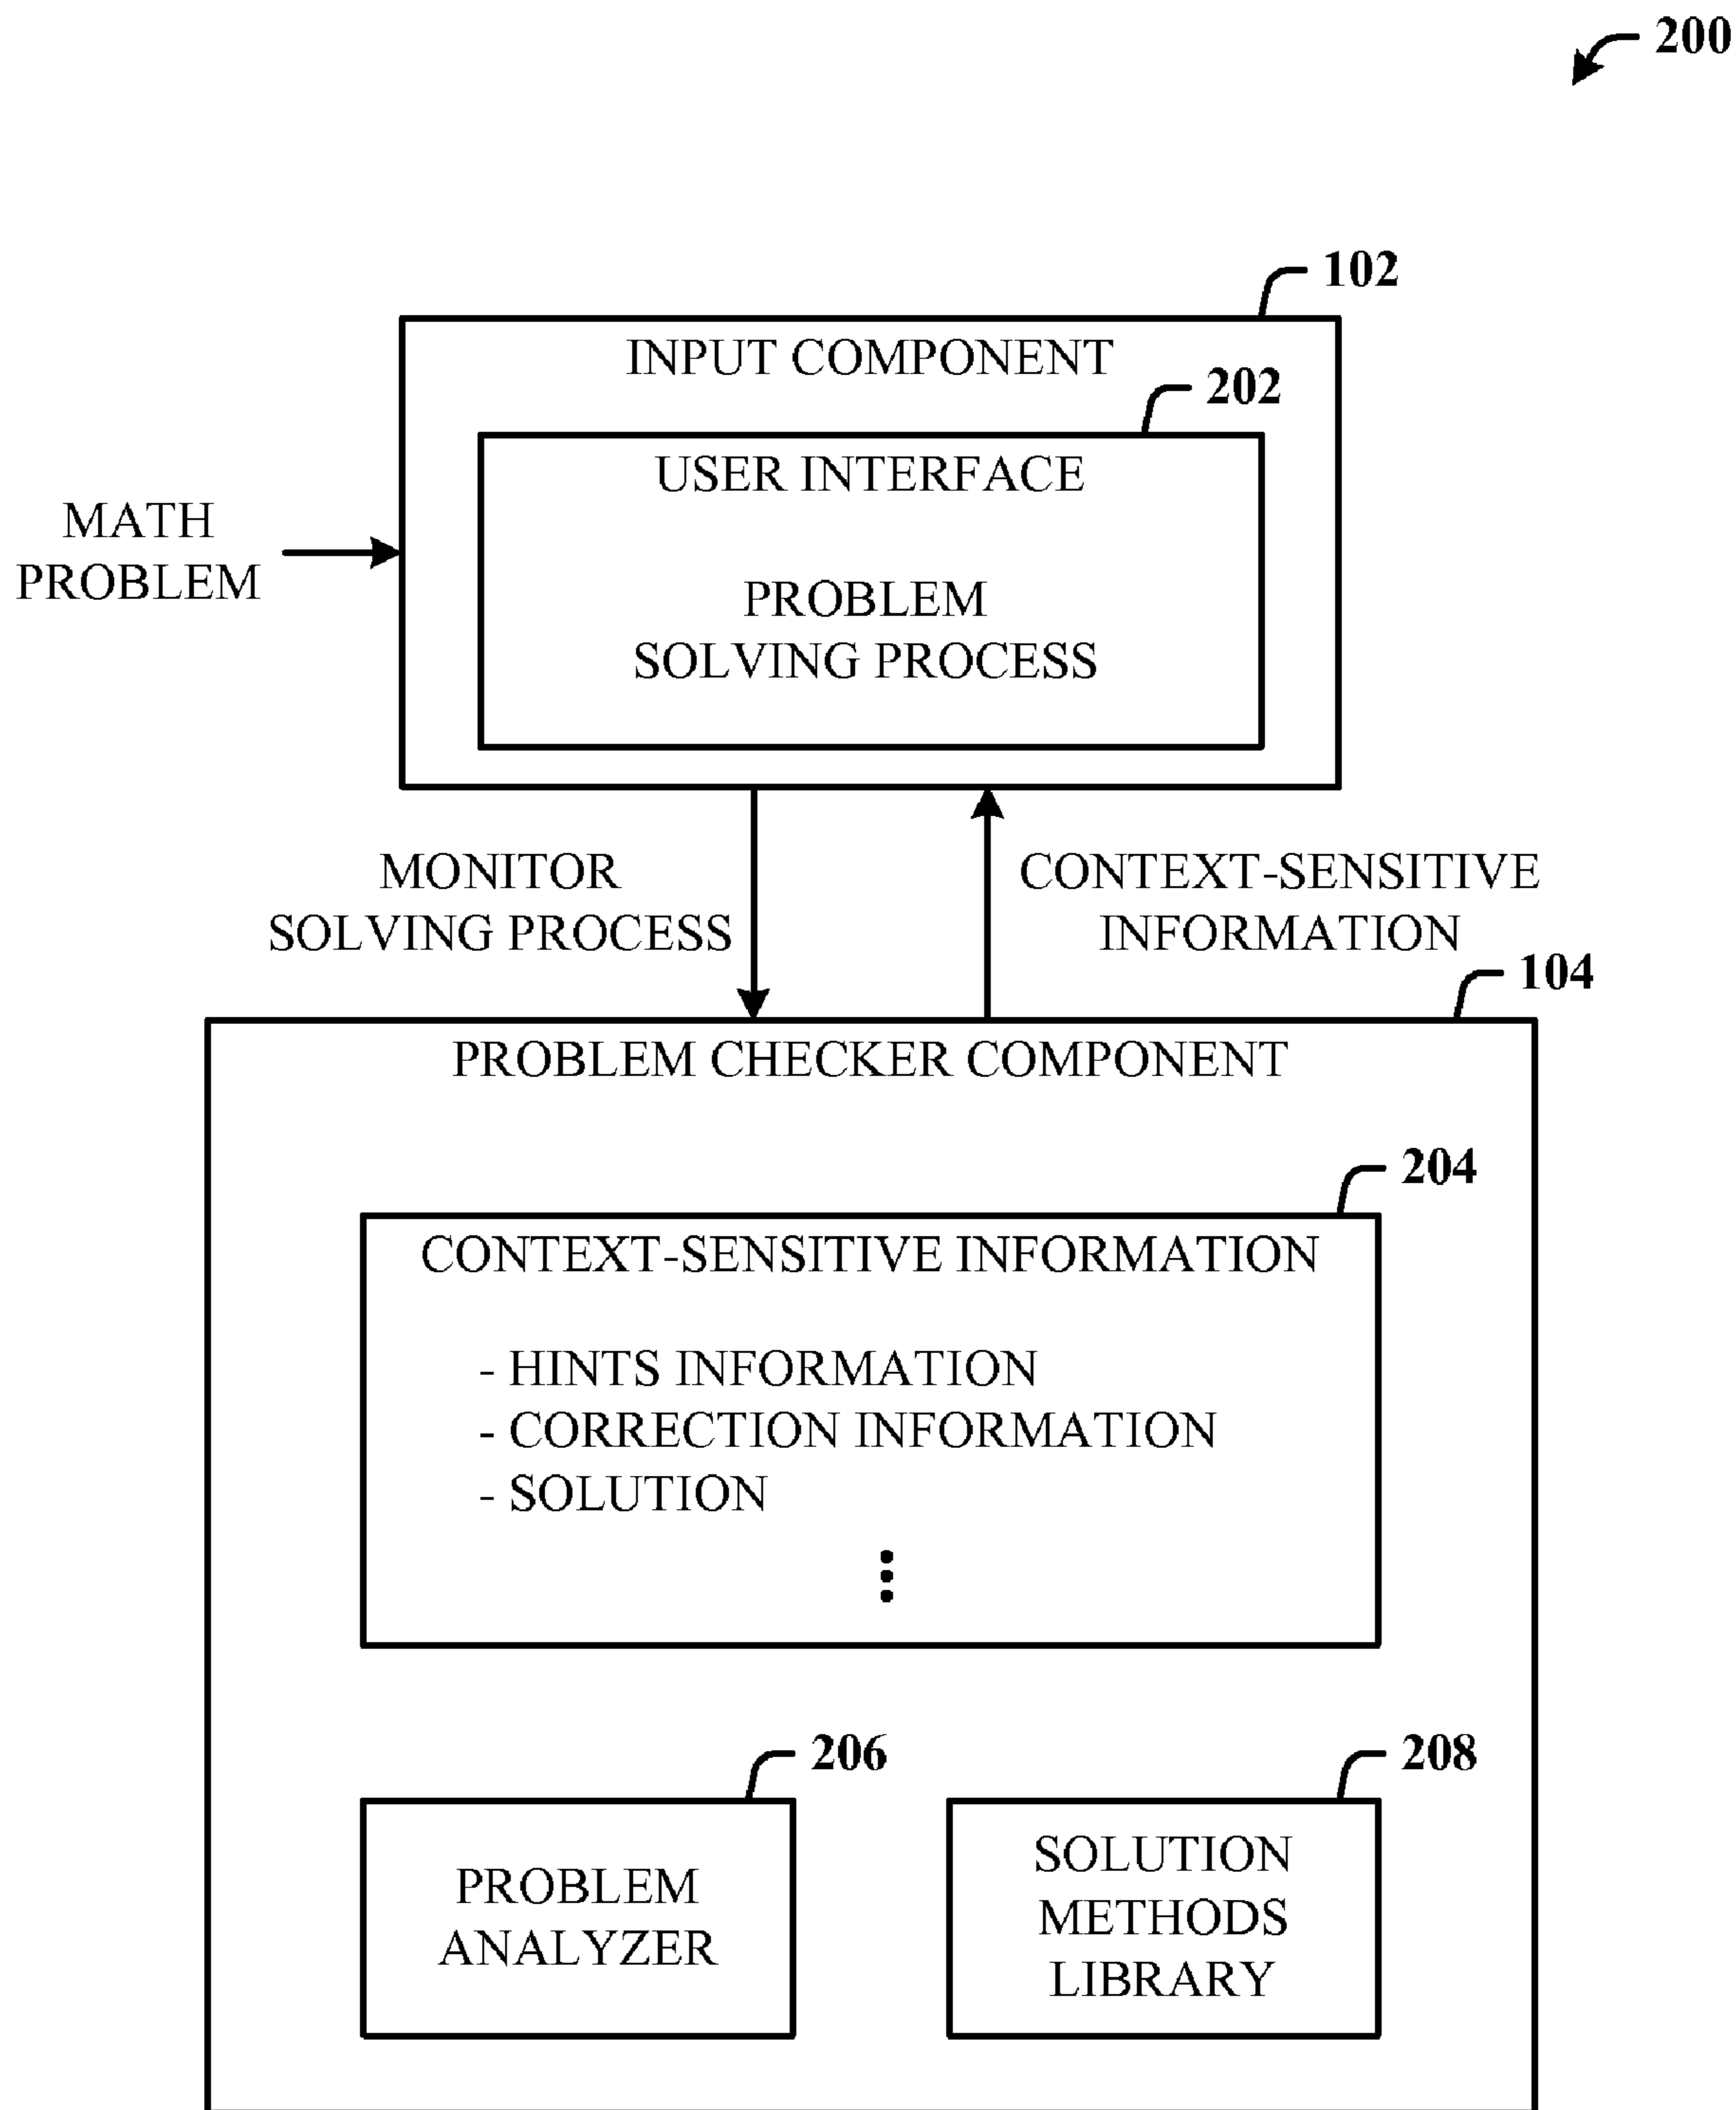 200
102
INPUT COMPONENT
202
USER INTERFACE
MATH
PROBLEM
PROBLEM
SOLVING PROCESS
MONITOR
SOLVING PROCESS
CONTEXT-SENSITIVE
INFORMATION
104
PROBLEM CHECKER COMPONENT
204
CONTEXT-SENSITIVE INFORMATION
- HINTS INFORMATION
- CORRECTION INFORMATION
- SOLUTION
206
PROBLEM
ANALYZER
208
SOLUTION
METHODS
LIBRARY